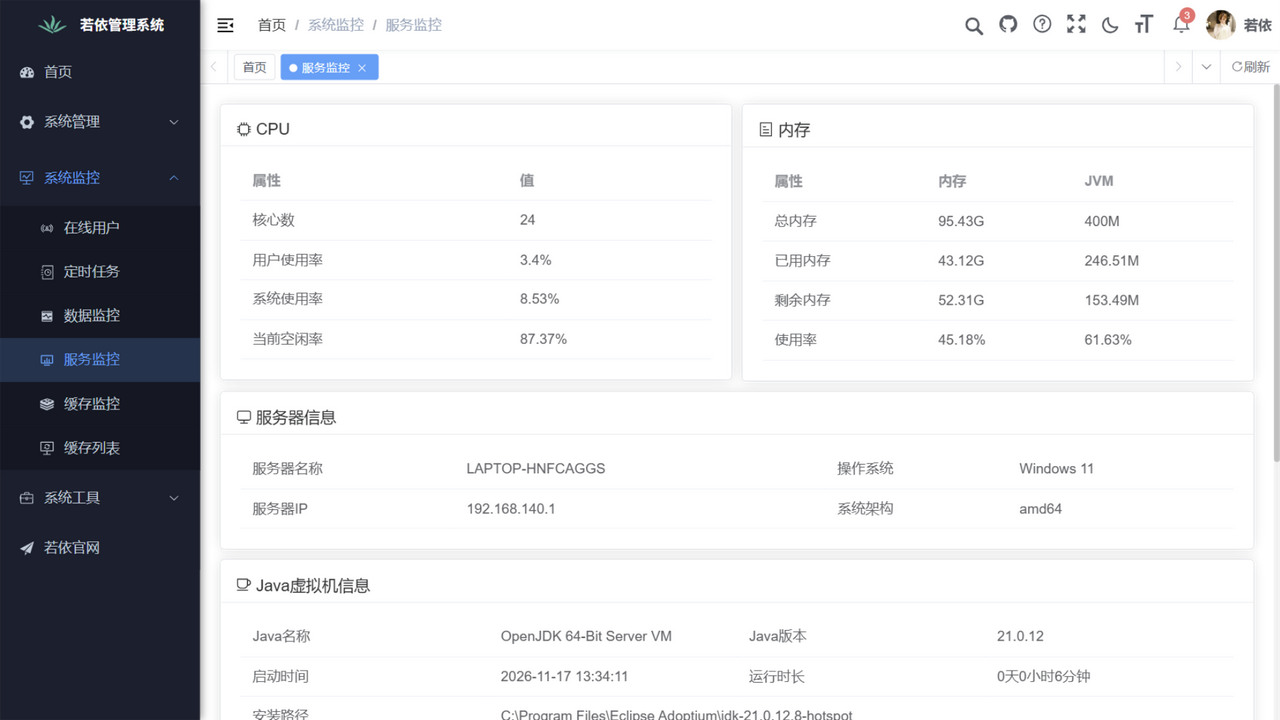 若依管理系统
首页
系统管理
系统监控
在线用户
定时任务
数据监控
服务监控
缓存监控
缓存列表
系统工具
若依官网
首页 / 系统监控 / 服务监控
3
若依
首页
服务监控
刷新
CPU
属性 值
核心数 24
用户使用率 3.4%
系统使用率 8.53%
当前空闲率 87.37%
内存
属性 内存 JVM
总内存 95.43G 400M
已用内存 43.12G 246.51M
剩余内存 52.31G 153.49M
使用率 45.18% 61.63%
服务器信息
服务器名称 LAPTOP-HNFCAGGS 操作系统 Windows 11
服务器IP 192.168.140.1 系统架构 amd64
Java虚拟机信息
Java名称 OpenJDK 64-Bit Server VM Java版本 21.0.12
启动时间 2026-11-17 13:34:11 运行时长 0天0小时6分钟
安装路径 C:\Program Files\Eclipse Adoptium\jdk-21.0.12.8-hotspot